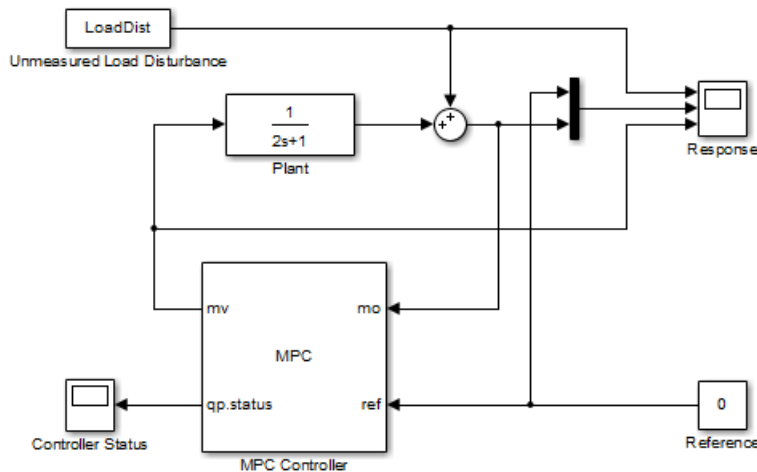 LoadDist
Unmeasured Load Disturbance
1
2s+1
Plant
+
+
Response
mv
mo
MPC
qp.status
ref
0
Controller Status
Reference
MPC Controller